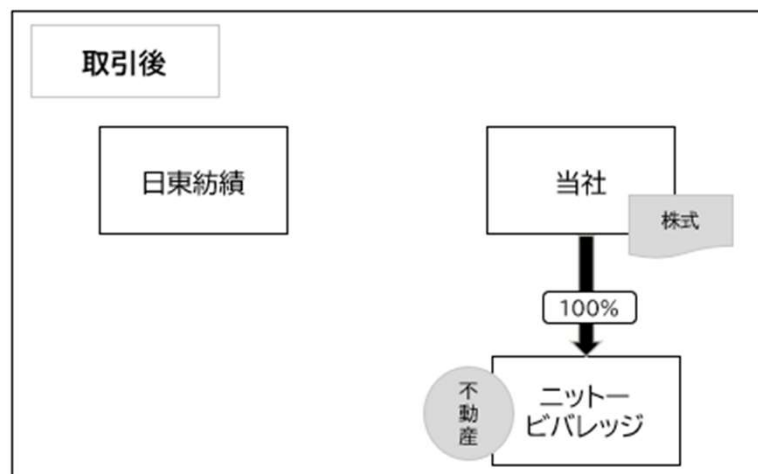 取引後
日東紡績
当社
株式
100%
不動産
ニットー
ビバレッジ